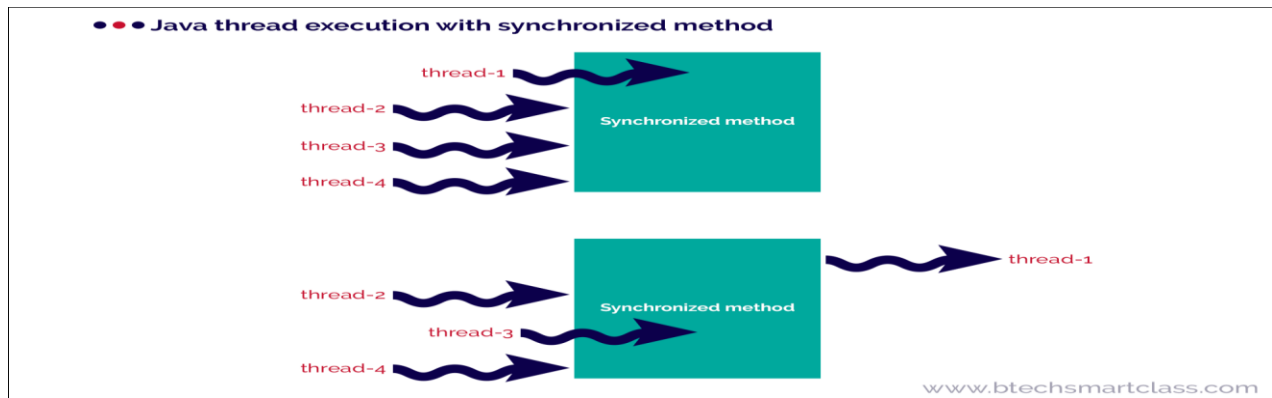 Java thread execution with synchronized method
thread-1
thread-2
Synchronized method
thread-3
thread-4
thread-1
thread-2
Synchronized method
thread-3
thread-4
www.btechsmartclass.com